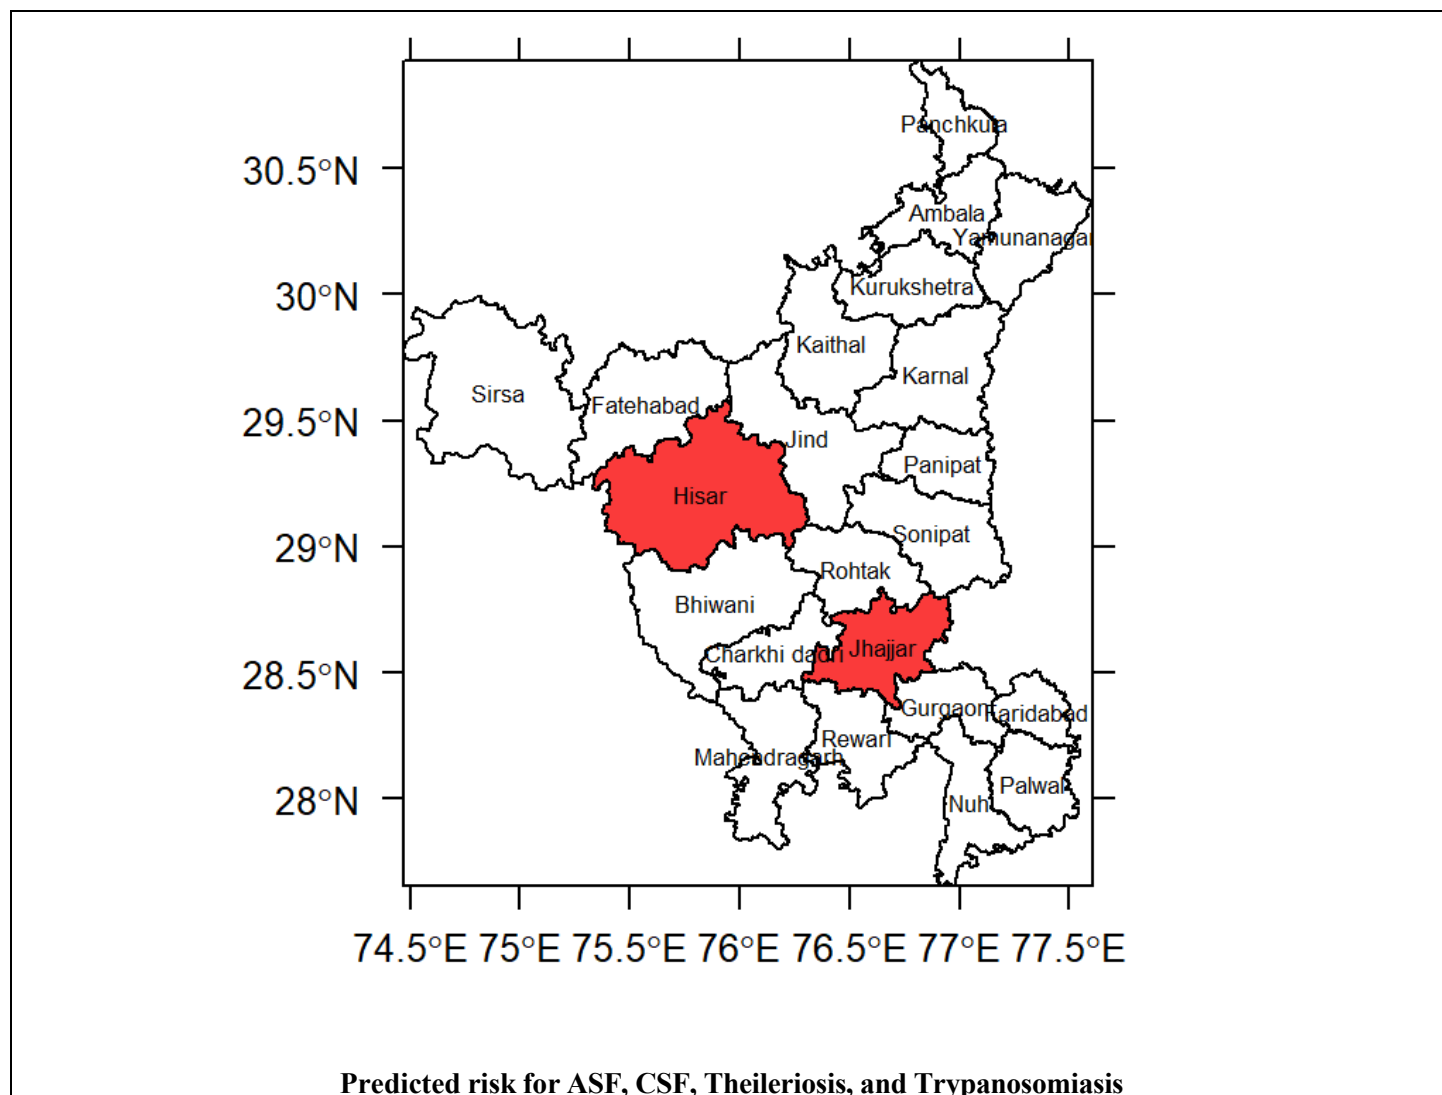 Panchkula
30.5°N
Ambala
Yamunanagar
Kurukshetra
30°N
Kaithal
Karnal
Sirsa
Fatehabad
29.5°N
Jind
Panipat
Hisar
Sonipat
29°N
Rohtak
Bhiwani
Charkhi dadri
Jhajjar
28.5°N
Gurgaon
Faridabad
Rewari
Mahendragarh
Palwal
28°N
Nuh
74.5°E 75°E 75.5°E 76°E 76.5°E 77°E 77.5°E
Predicted risk for ASF, CSF, Theileriosis, and Trypanosomiasis